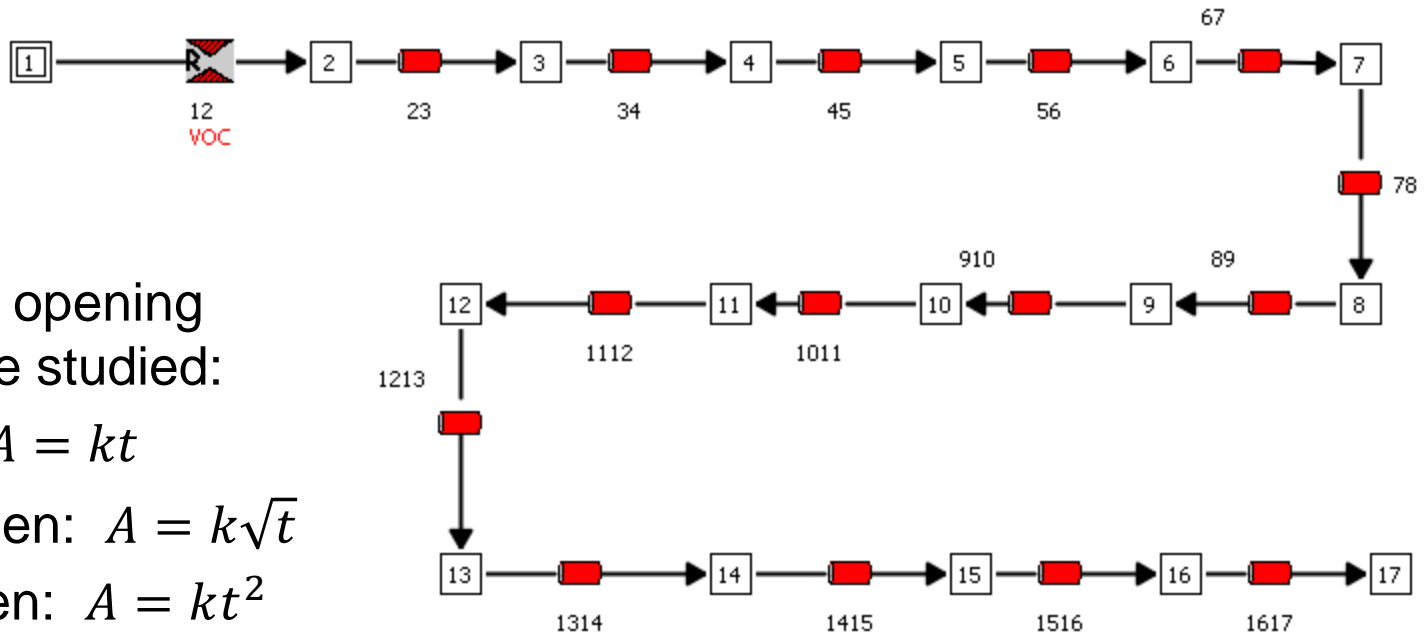 67
1 R 2 3 4 5 6 7
12 23 34 45 56
VOC
78
910 89
opening
12 11 10 9 8
studied:
1112 1011
1213
= kt
en: A = k√t
13 14 15 16 17
en: A = kt²
1314 1415 1516 1617